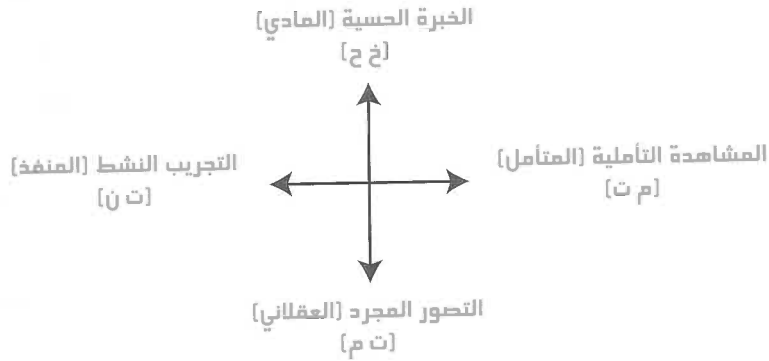 الخبرة الحسية (المادي)
(خ ح)
المشاهدة التأملية (المتأمل)
(م ت)
التجريب النشط (المنفذ)
(ت ن)
التصور المجرد (العقلاني)
(ت م)